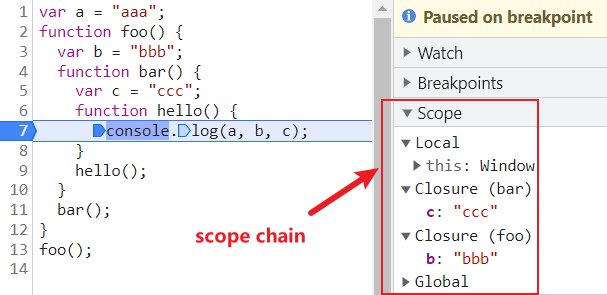 1 var a = "aaa";
2 function foo() {
3 var b = "bbb";
4 function bar() {
5 var c = "ccc";
6 function hello() {
7 console.log(a, b, c);
8 }
9 hello();
10 }
11 bar();
12 }
13 foo();
14
scope chain
Paused on breakpoint
Watch
Breakpoints
Scope
Local
this: Window
Closure (bar)
c: "ccc"
Closure (foo)
b: "bbb"
Global